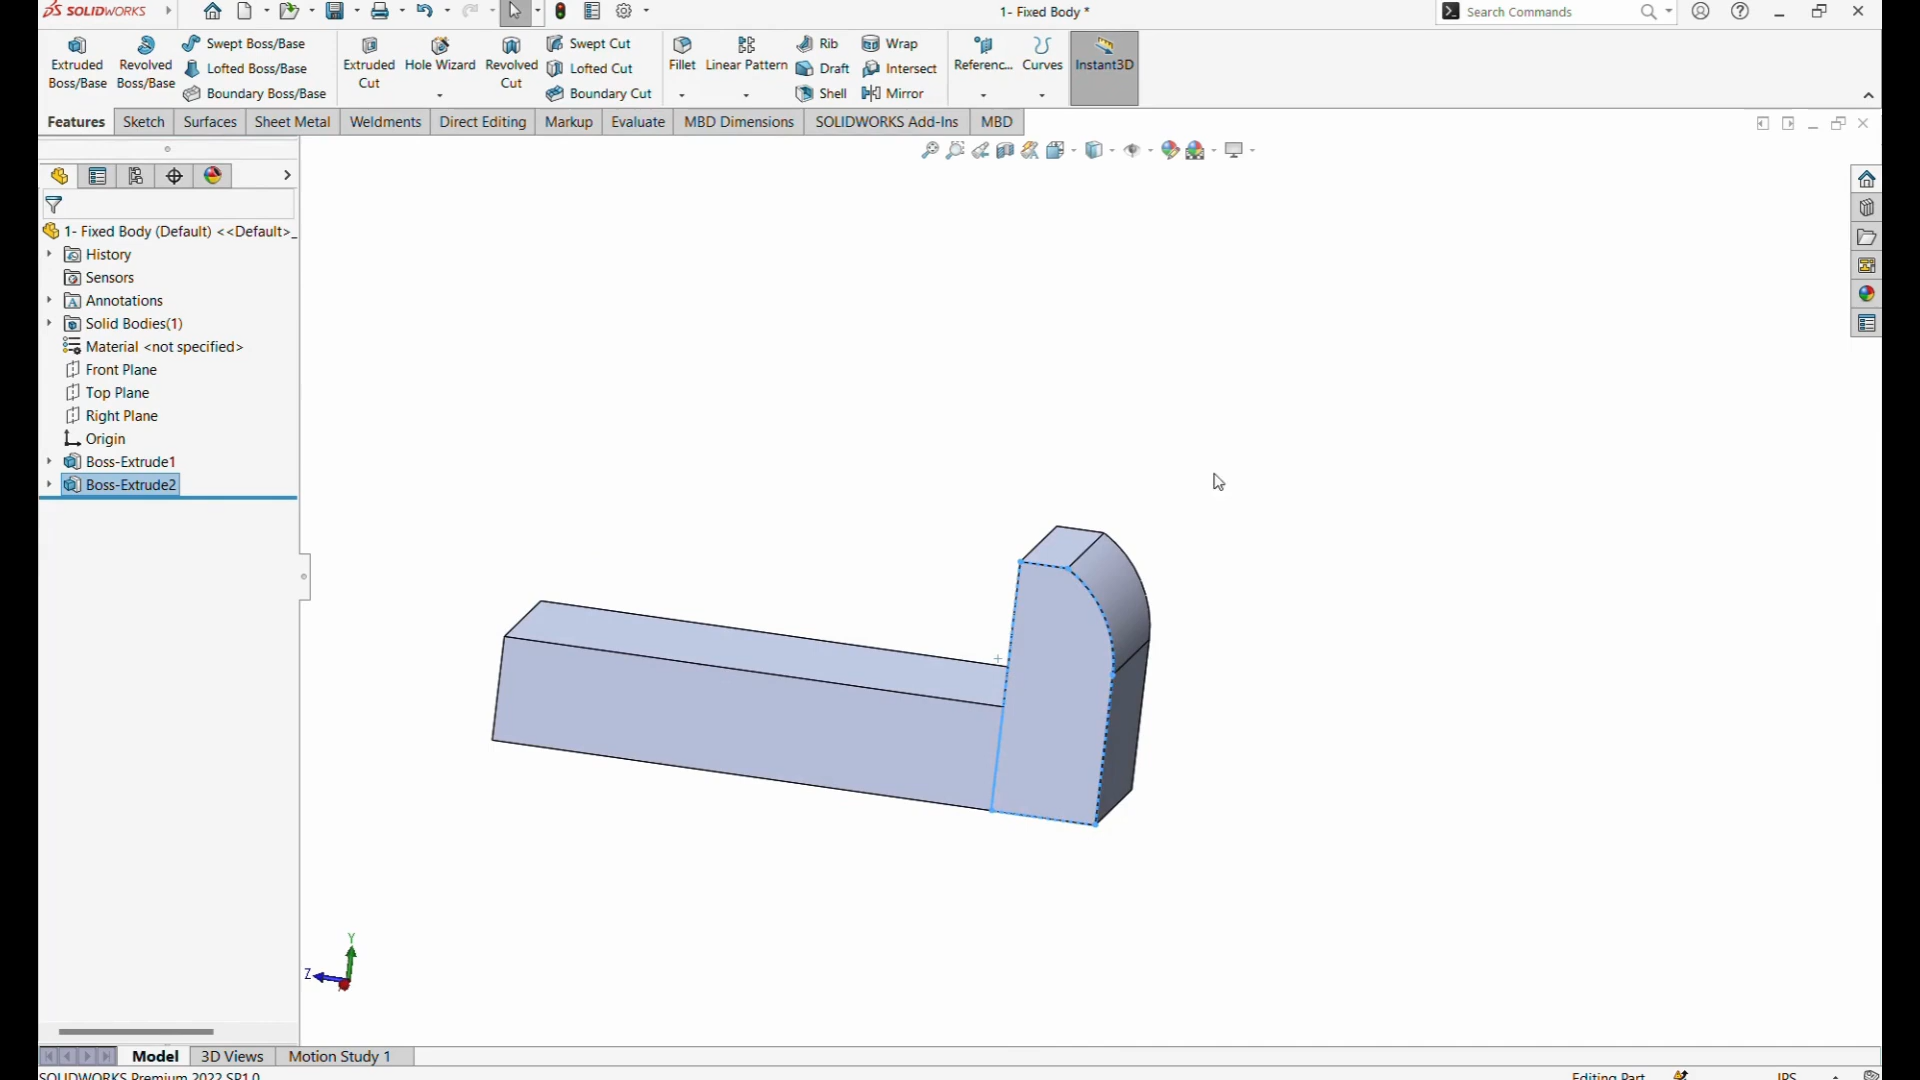 SOLIDWORKS
1- Fixed Body *
Search Commands
Extruded Boss/Base
Revolved Boss/Base
Swept Boss/Base
Lofted Boss/Base
Boundary Boss/Base
Extruded Cut
Hole Wizard
Revolved Cut
Swept Cut
Lofted Cut
Boundary Cut
Fillet
Linear Pattern
Rib
Draft
Shell
Wrap
Intersect
Mirror
Referenc...
Curves
Instant3D
Features
Sketch
Surfaces
Sheet Metal
Weldments
Direct Editing
Markup
Evaluate
MBD Dimensions
SOLIDWORKS Add-Ins
MBD
1- Fixed Body (Default) <<Default>_
History
Sensors
Annotations
Solid Bodies(1)
Material <not specified>
Front Plane
Top Plane
Right Plane
Origin
Boss-Extrude1
Boss-Extrude2
Y
Z
Model
3D Views
Motion Study 1
SOLIDWORKS Premium 2022 SP1.0
Editing Part
IPS